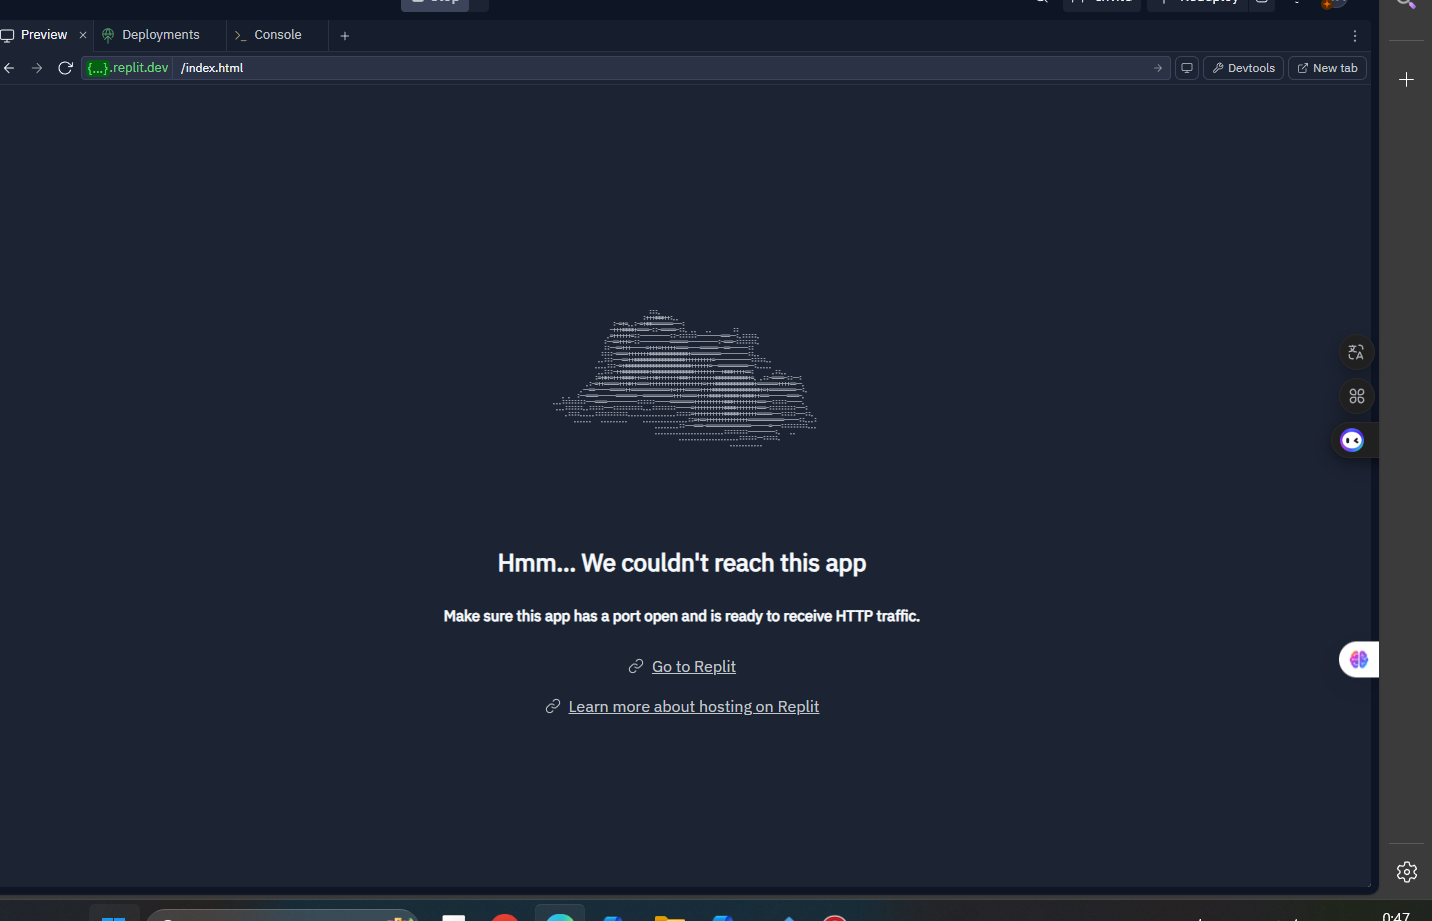 Preview
Deployments
Console
{...}.replit.dev /index.html
Devtools
New tab
Hmm... We couldn't reach this app
Make sure this app has a port open and is ready to receive HTTP traffic.
Go to Replit
Learn more about hosting on Replit
0:47